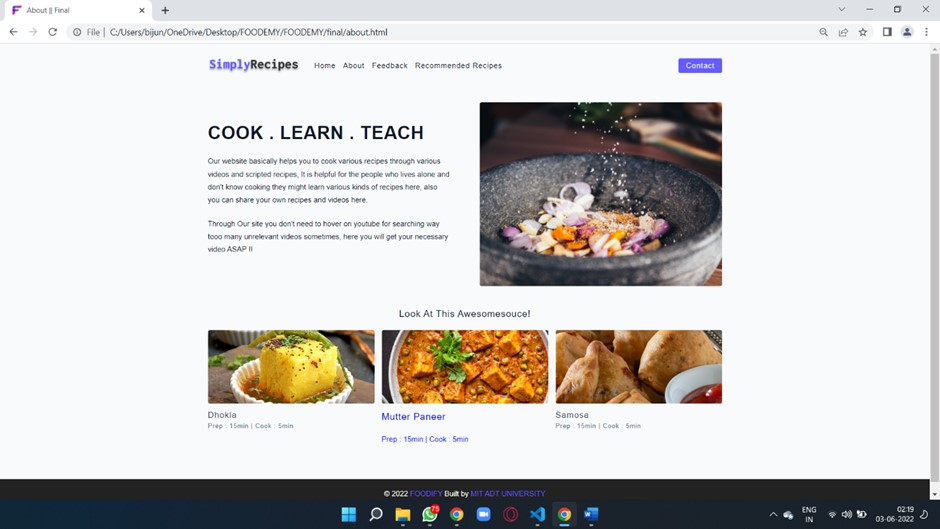 About || Final
File | C:/Users/bijun/OneDrive/Desktop/FOODEMY/FOODEMY/final/about.html
SimplyRecipes Home About Feedback Recommended Recipes Contact
COOK . LEARN . TEACH
Our website basically helps you to cook various recipes through various
videos and scripted recipes, It is helpful for the people who lives alone and
don't know cooking they might learn various kinds of recipes here, also
you can share your own recipes and videos here.
Through Our site you don't need to hover on youtube for searching way
tooo many unrelevant videos sometimes, here you will get your necessary
video ASAP !!
Look At This Awesomesouce!
Dhokla
Prep : 15min | Cook : 5min
Mutter Paneer
Prep : 15min | Cook : 5min
Samosa
Prep : 15min | Cook : 5min
© 2022 FOODIFY Built by MIT ADT UNIVERSITY
75
ENG
IN
02:19
03-06-2022